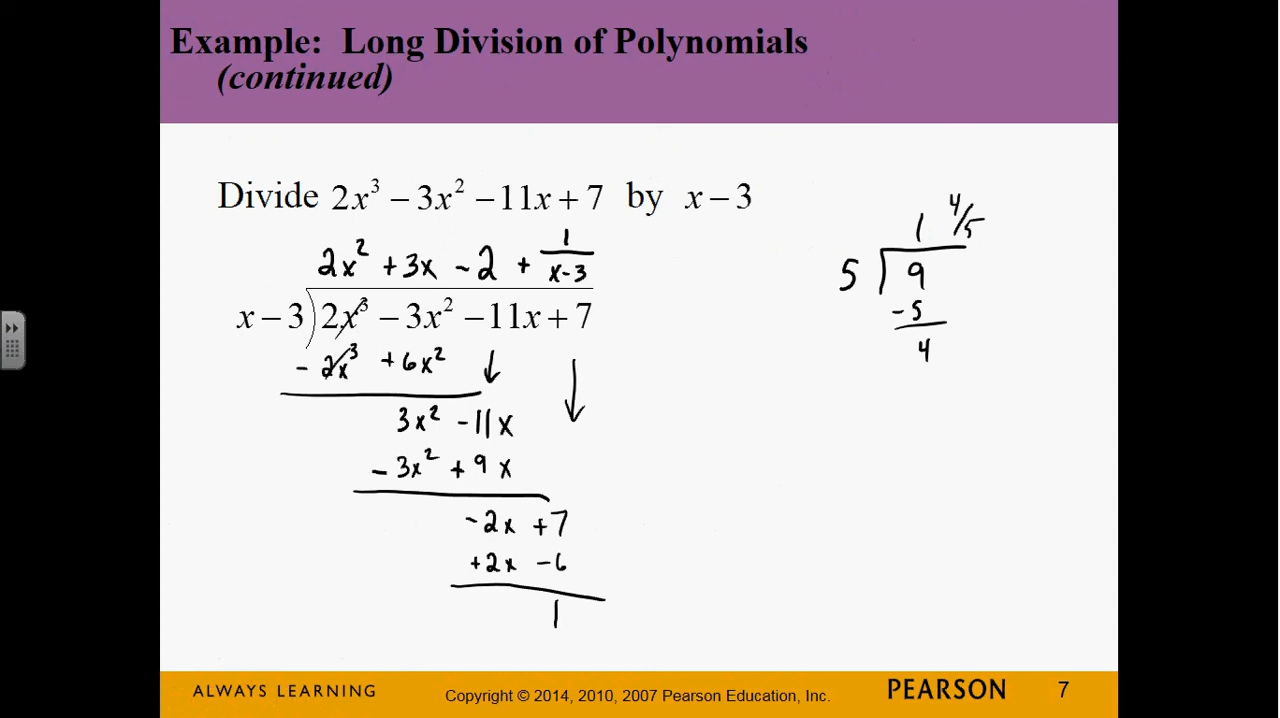 Example: Long Division of Polynomials
(continued)
Divide 2x³ − 3x² − 11x + 7 by x − 3
2x² + 3x − 2 + 1/(x-3)
x − 3 ) 2x³ − 3x² − 11x + 7
- 2x³ + 6x²
3x² - 11x
- 3x² + 9x
- 2x + 7
+ 2x - 6
1
1 4/5
5 ) 9
- 5
4
ALWAYS LEARNING
Copyright © 2014, 2010, 2007 Pearson Education, Inc.
PEARSON
7